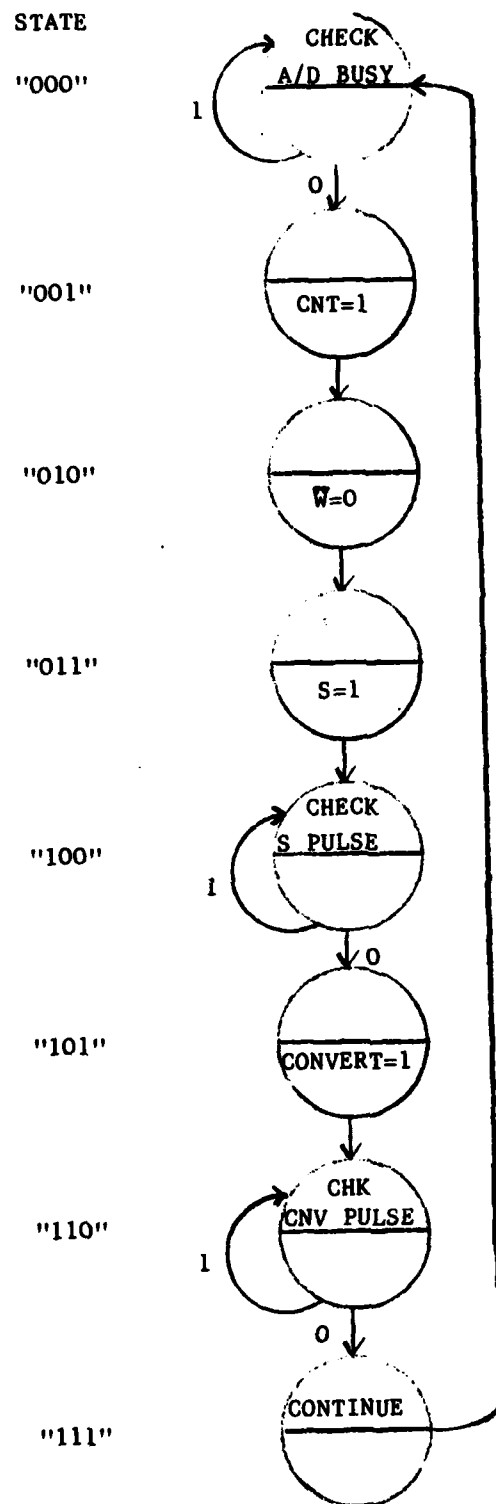 STATE
CHECK
"000"
A/D BUSY
1
0
"001"
CNT=1
"010"
W̅=0
"011"
S=1
CHECK
"100"
S PULSE
1
0
"101"
CONVERT=1
CHK
"110"
CNV PULSE
1
0
CONTINUE
"111"